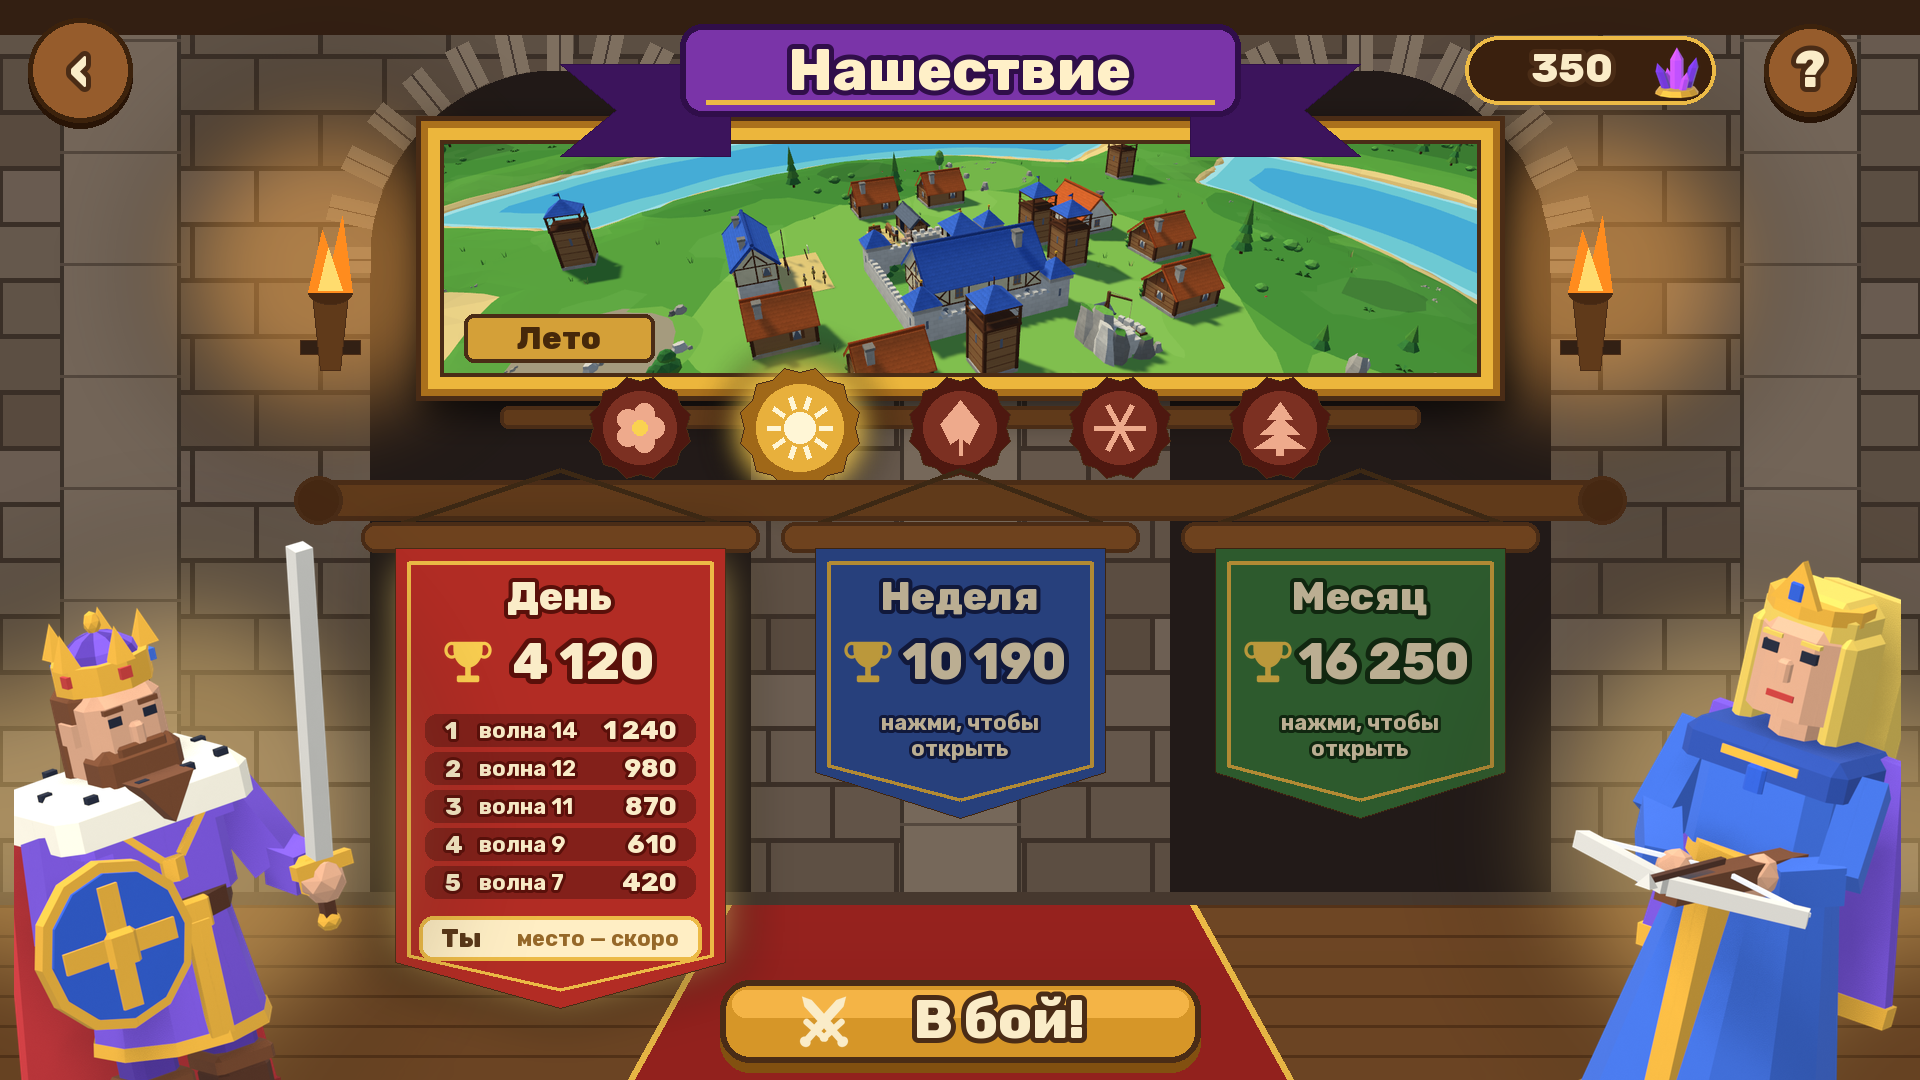 Нашествие
350
?
Лето
День
4 120
1 волна 14 1 240
2 волна 12 980
3 волна 11 870
4 волна 9 610
5 волна 7 420
Ты место — скоро
Неделя
10 190
нажми, чтобы
открыть
Месяц
16 250
нажми, чтобы
открыть
В бой!